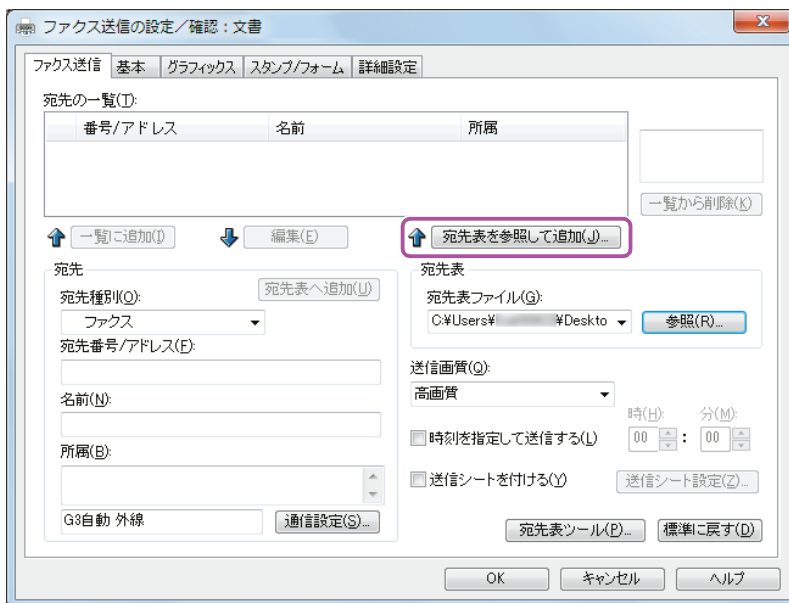 ファクス送信の設定／確認：文書
ファクス送信 基本 グラフィックス スタンプ/フォーム 詳細設定
宛先の一覧(T):
番号/アドレス 名前 所属
一覧から削除(K)
一覧に追加(I) 編集(E) 宛先表を参照して追加(J)...
宛先
宛先種別(O): 宛先表へ追加(U)
ファクス
宛先番号/アドレス(F):
名前(N):
所属(B):
G3自動 外線 通信設定(S)...
宛先表
宛先表ファイル(G):
C:¥Users¥ ¥Deskto 参照(R)...
送信画質(Q):
高画質
時(H): 分(M):
時刻を指定して送信する(L) 00 : 00
送信シートを付ける(Y) 送信シート設定(Z)...
宛先表ツール(P)... 標準に戻す(D)
OK キャンセル ヘルプ